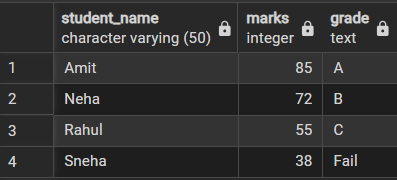 student_name marks grade
character varying (50) integer text
1 Amit 85 A
2 Neha 72 B
3 Rahul 55 C
4 Sneha 38 Fail